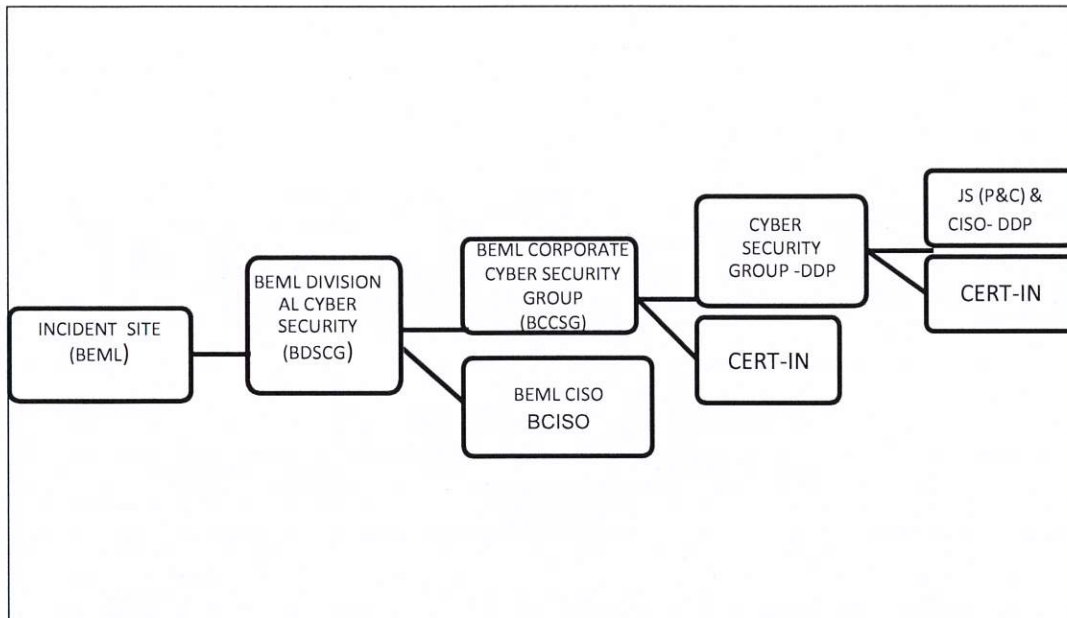 INCIDENT SITE
(BEML)
BEML DIVISION
AL CYBER
SECURITY
(BDSCG)
BEML CORPORATE
CYBER SECURITY
GROUP
(BCCSG)
BEML CISO
BCISO
CYBER
SECURITY
GROUP -DDP
CERT-IN
JS (P&C) &
CISO- DDP
CERT-IN